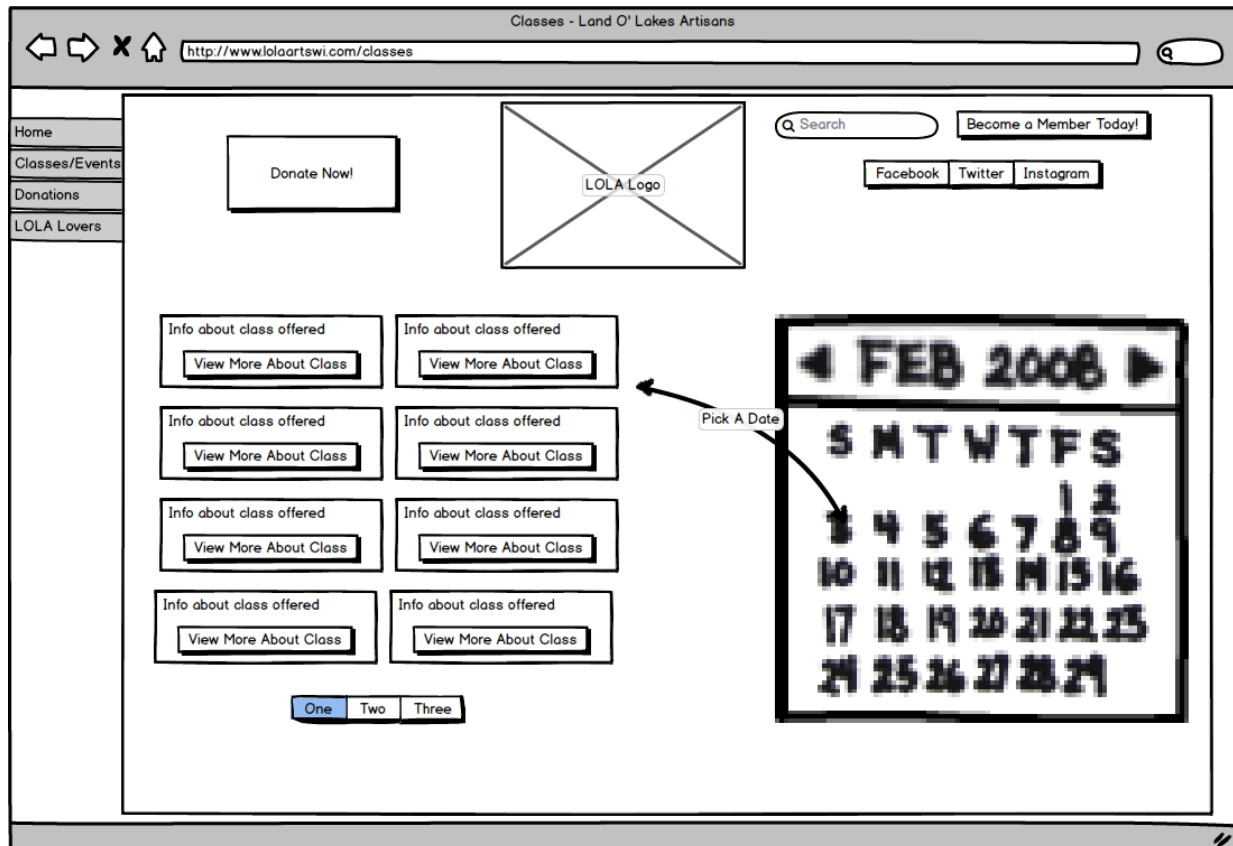 Classes - Land O' Lakes Artisans
http://www.lolaartswi.com/classes
Home
Classes/Events
Donations
LOLA Lovers
Donate Now!
LOLA Logo
Search
Become a Member Today!
Facebook Twitter Instagram
Info about class offered
View More About Class
Info about class offered
View More About Class
Info about class offered
View More About Class
Info about class offered
View More About Class
Info about class offered
View More About Class
Info about class offered
View More About Class
Info about class offered
View More About Class
Info about class offered
View More About Class
One Two Three
Pick A Date
FEB 2008
S M T W T F S
1 2
3 4 5 6 7 8 9
10 11 12 13 14 15 16
17 18 19 20 21 22 23
24 25 26 27 28 29